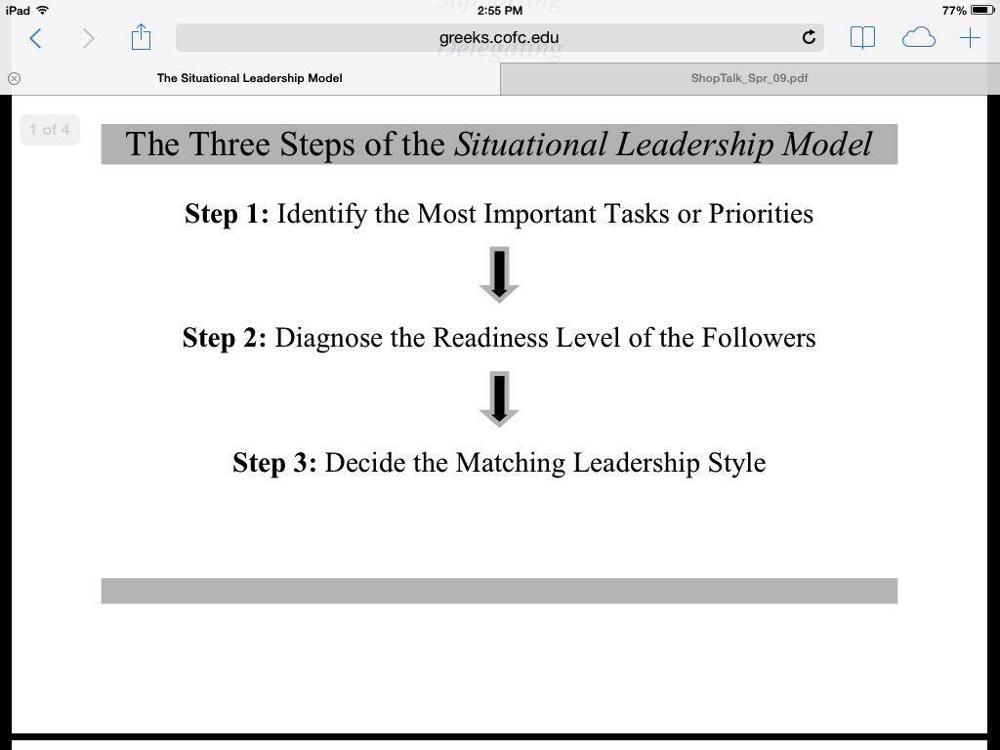 iPad 2:55 PM 77%
Supporting
greeks.cofc.edu
Delegating
The Situational Leadership Model ShopTalk_Spr_09.pdf
1 of 4
The Three Steps of the Situational Leadership Model
Step 1: Identify the Most Important Tasks or Priorities
Step 2: Diagnose the Readiness Level of the Followers
Step 3: Decide the Matching Leadership Style